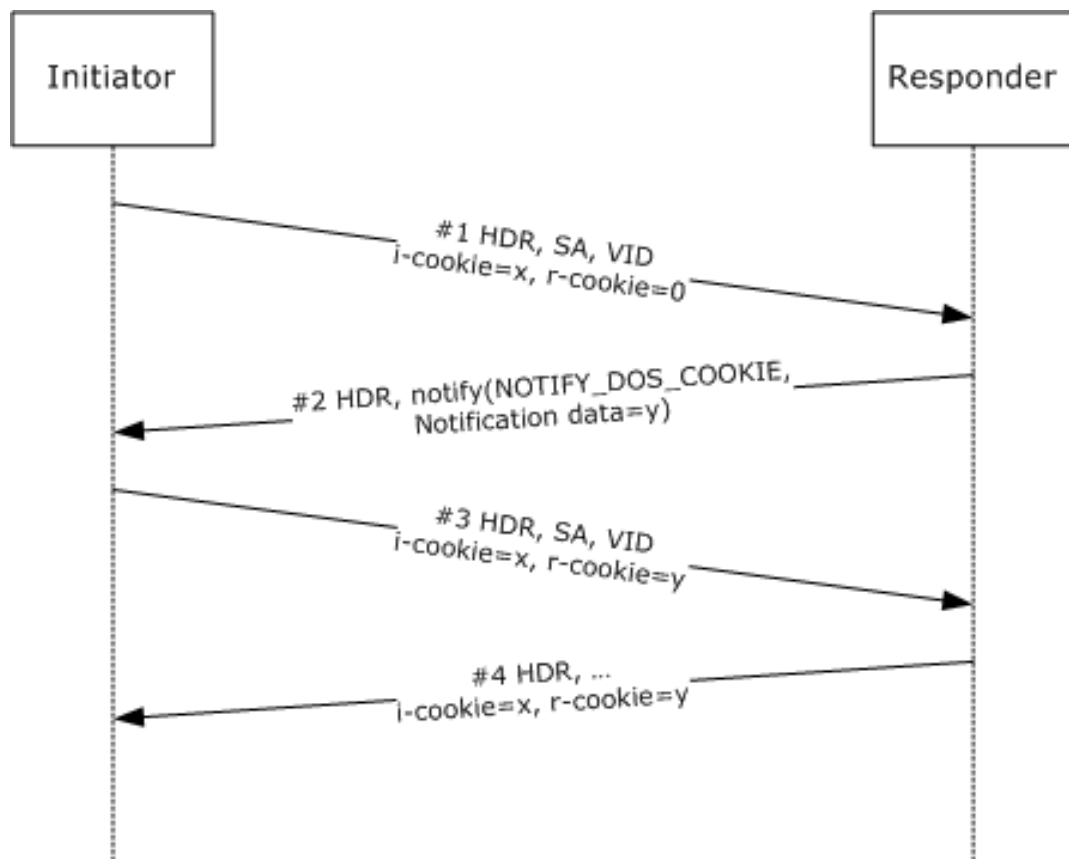 Initiator
Responder
#1 HDR, SA, VID
i-cookie=x, r-cookie=0
#2 HDR, notify(NOTIFY_DOS_COOKIE,
Notification data=y)
#3 HDR, SA, VID
i-cookie=x, r-cookie=y
#4 HDR, ...
i-cookie=x, r-cookie=y